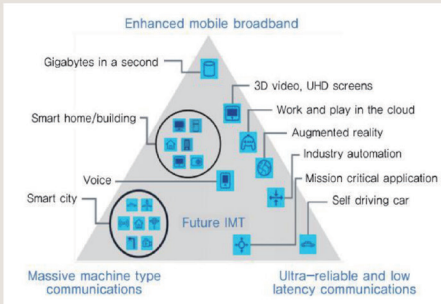 Enhanced mobile broadband
Gigabytes in a second
3D video, UHD screens
Smart home/building
Work and play in the cloud
Augmented reality
Industry automation
Voice
Mission critical application
Smart city
Self driving car
Future IMT
Massive machine type
communications
Ultra-reliable and low
latency communications